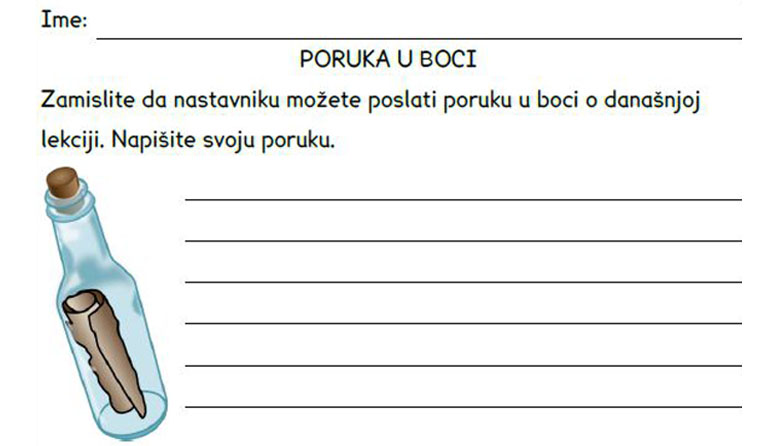 Ime:
PORUKA U BOCI
Zamislite da nastavniku možete poslati poruku u boci o današnjoj
lekciji. Napišite svoju poruku.